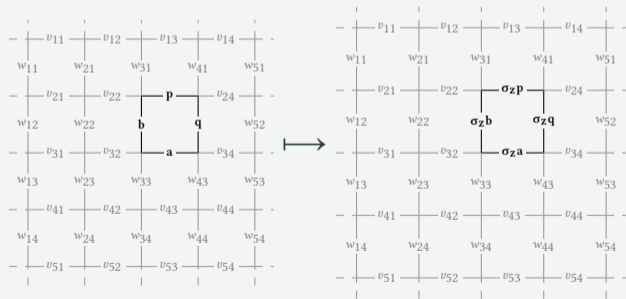 v11 v12 v13 v14
w11 w21 w31 w41 w51
v21 v22 p v24
w12 w22 b q w52
v31 v32 a v34
w13 w23 w33 w43 w53
v41 v42 v43 v44
w14 w24 w34 w44 w54
v51 v52 v53 v54
v11 v12 v13 v14
w11 w21 w31 w41 w51
v21 v22 σzp v24
w12 w22 σzb σzq w52
v31 v32 σza v34
w13 w23 w33 w43 w53
v41 v42 v43 v44
w14 w24 w34 w44 w54
v51 v52 v53 v54